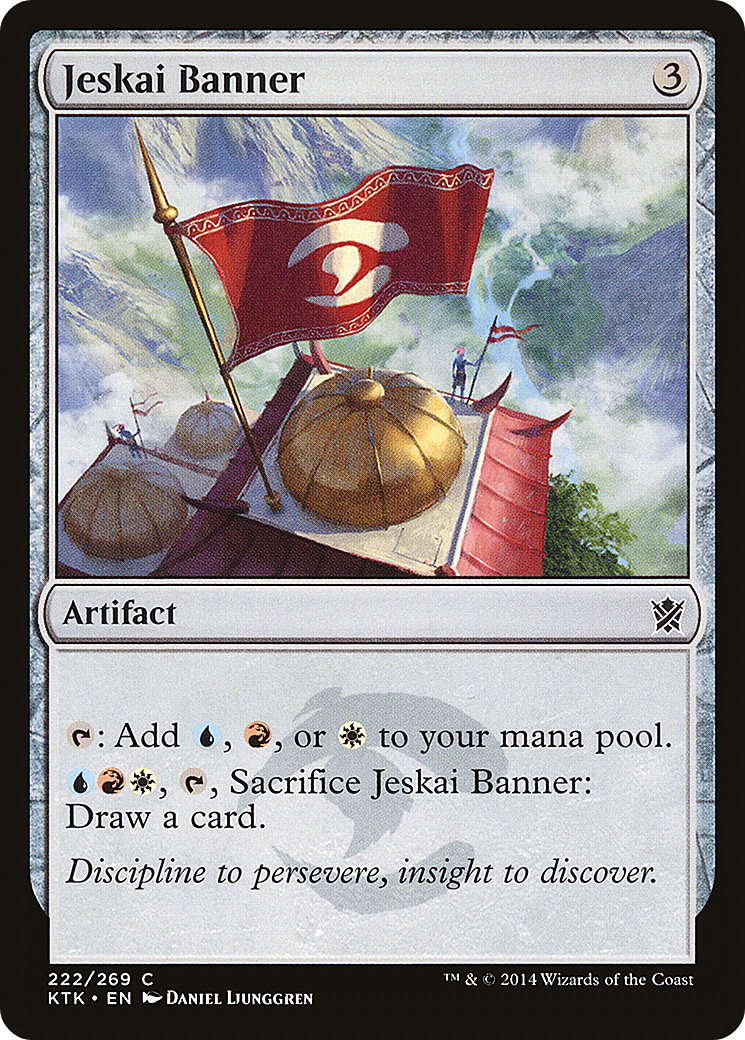 Jeskai Banner 3
Artifact
: Add , , or to your mana pool.
, , Sacrifice Jeskai Banner:
Draw a card.
Discipline to persevere, insight to discover.
222/269 C
KTK • EN Daniel Ljunggren
™ & © 2014 Wizards of the Coast